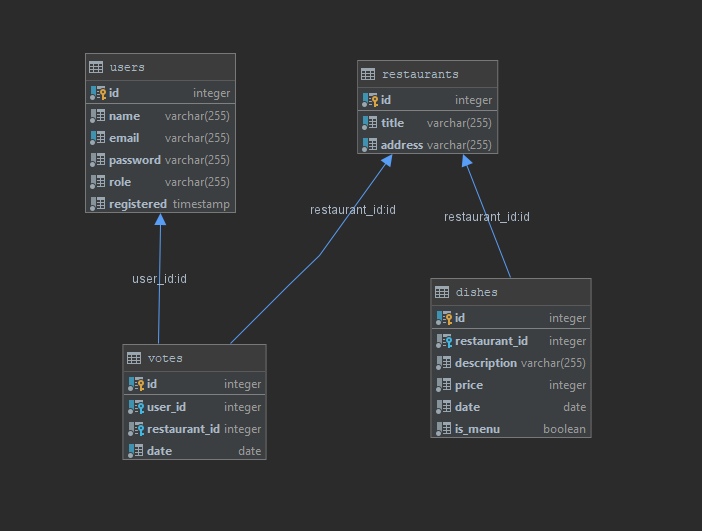 users
id integer
name varchar(255)
email varchar(255)
password varchar(255)
role varchar(255)
registered timestamp
restaurants
id integer
title varchar(255)
address varchar(255)
restaurant_id:id
restaurant_id:id
user_id:id
dishes
id integer
restaurant_id integer
description varchar(255)
price integer
date date
is_menu boolean
votes
id integer
user_id integer
restaurant_id integer
date date